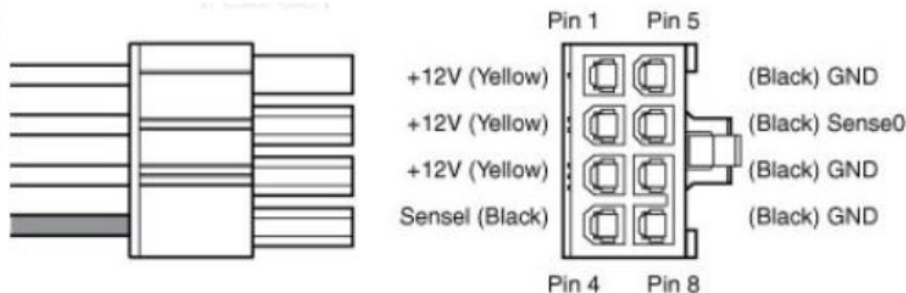 Pin 1 Pin 5
+12V (Yellow) (Black) GND
+12V (Yellow) (Black) Sense0
+12V (Yellow) (Black) GND
Sensel (Black) (Black) GND
Pin 4 Pin 8